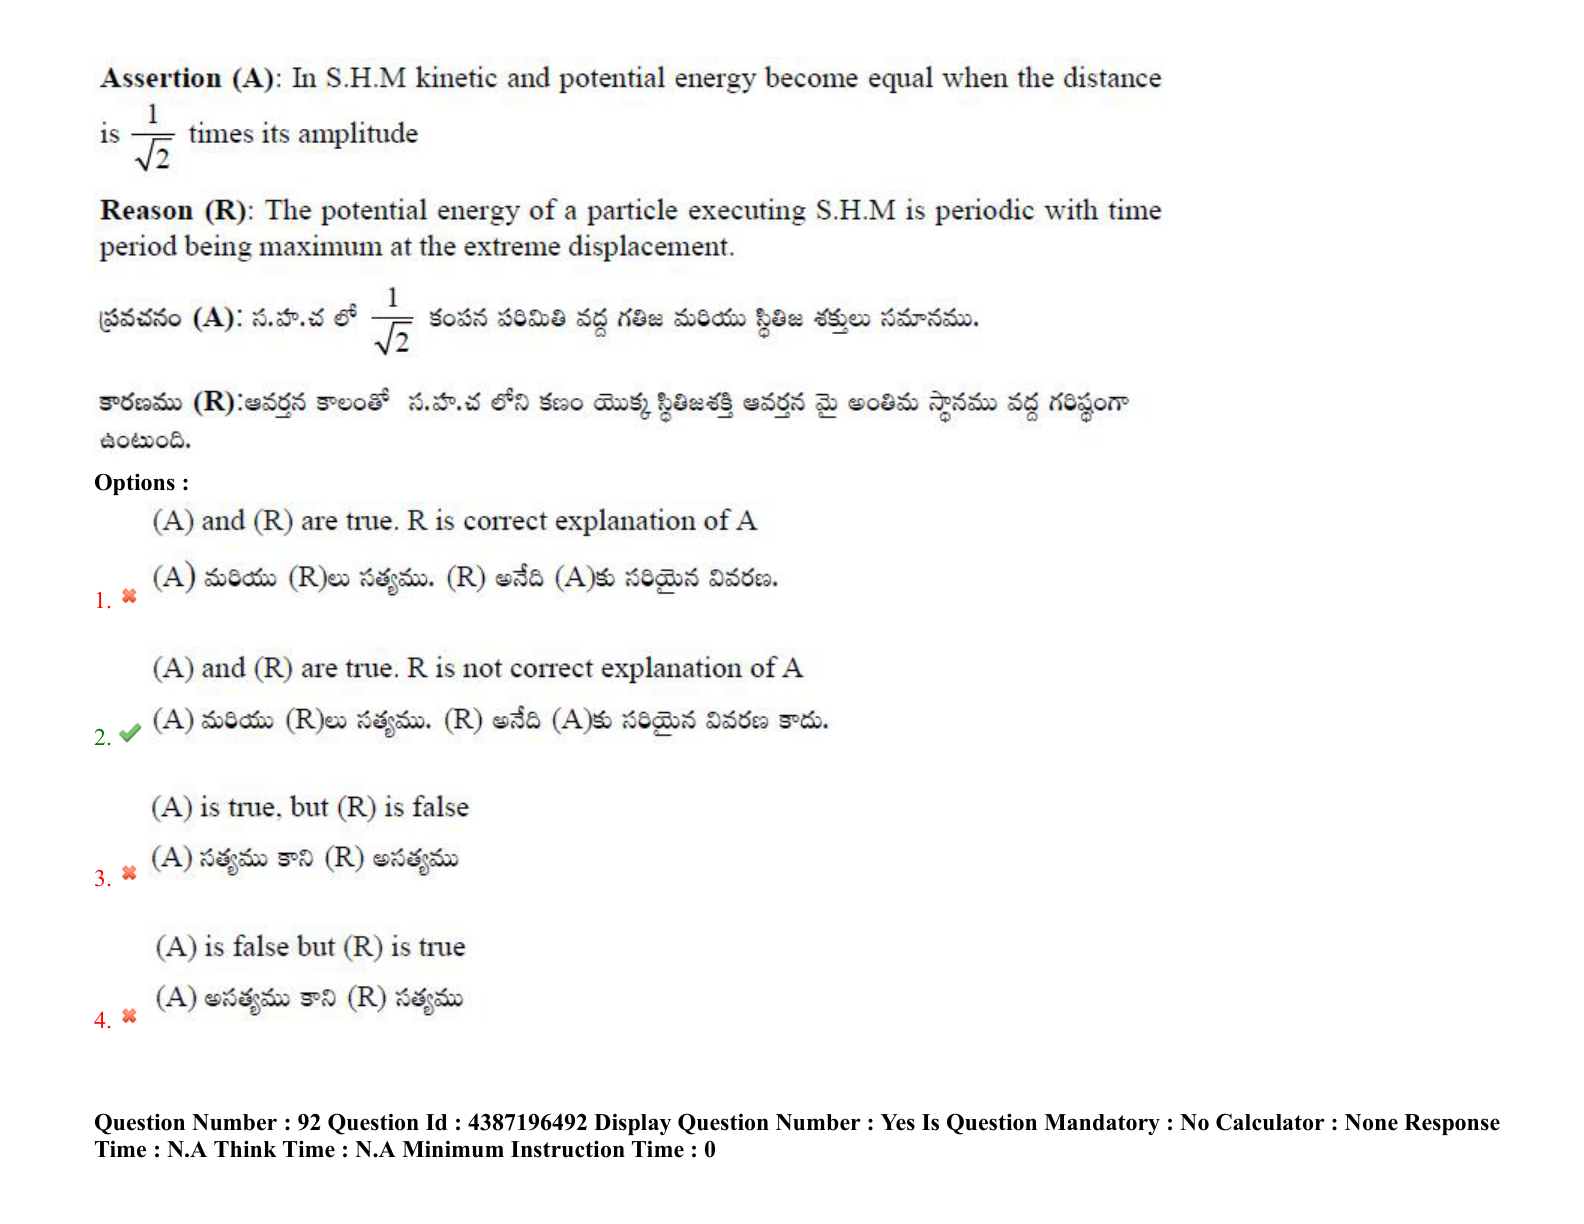 Assertion (A): In S.H.M kinetic and potential energy become equal when the distance
is 1/√2 times its amplitude
Reason (R): The potential energy of a particle executing S.H.M is periodic with time
period being maximum at the extreme displacement.
ప్రవచనం (A): స.హ.చ లో 1/√2 కంపన పరిమితి వద్ద గతిజ మరియు స్థితిజ శక్తులు సమానము.
కారణము (R):ఆవర్తన కాలంతో స.హ.చ లోని కణం యొక్క స్థితిజశక్తి ఆవర్తన మై అంతిమ స్థానము వద్ద గరిష్ఠంగా
ఉంటుంది.
Options :
(A) and (R) are true. R is correct explanation of A
(A) మరియు (R)లు సత్యము. (R) అనేది (A)కు సరియైన వివరణ.
1.
(A) and (R) are true. R is not correct explanation of A
(A) మరియు (R)లు సత్యము. (R) అనేది (A)కు సరియైన వివరణ కాదు.
2.
(A) is true, but (R) is false
(A) సత్యము కాని (R) అసత్యము
3.
(A) is false but (R) is true
(A) అసత్యము కాని (R) సత్యము
4.
Question Number : 92 Question Id : 4387196492 Display Question Number : Yes Is Question Mandatory : No Calculator : None Response
Time : N.A Think Time : N.A Minimum Instruction Time : 0